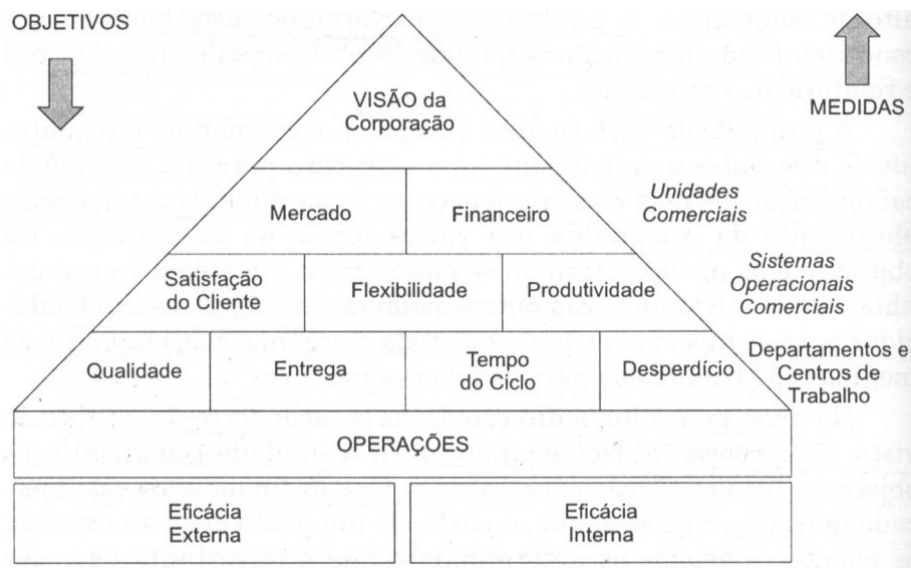 OBJETIVOS
MEDIDAS
VISÃO da
Corporação
Mercado
Financeiro
Unidades
Comerciais
Satisfação
do Cliente
Flexibilidade
Produtividade
Sistemas
Operacionais
Comerciais
Qualidade
Entrega
Tempo
do Ciclo
Desperdício
Departamentos e
Centros de
Trabalho
OPERAÇÕES
Eficácia
Externa
Eficácia
Interna